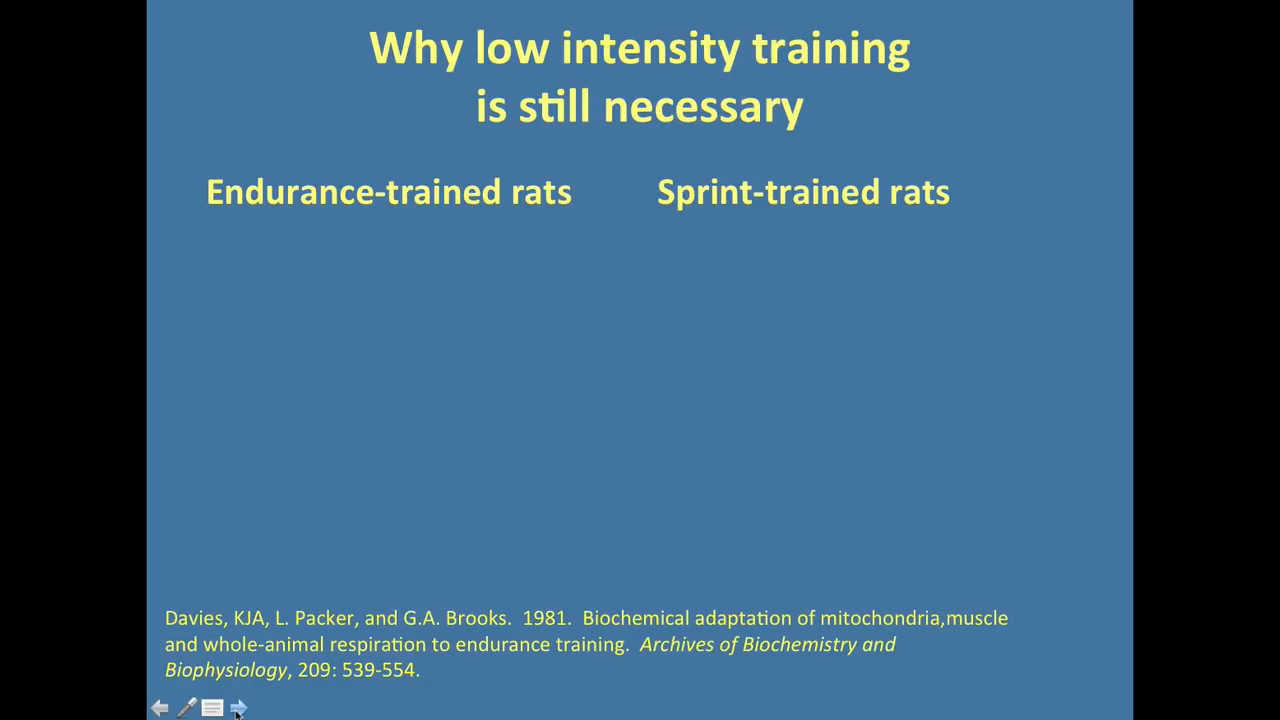 Why low intensity training
is still necessary
Endurance-trained rats
Sprint-trained rats
Davies, KJA, L. Packer, and G.A. Brooks.  1981.  Biochemical adaptation of mitochondria,muscle
and whole-animal respiration to endurance training.  Archives of Biochemistry and
Biophysiology, 209: 539-554.